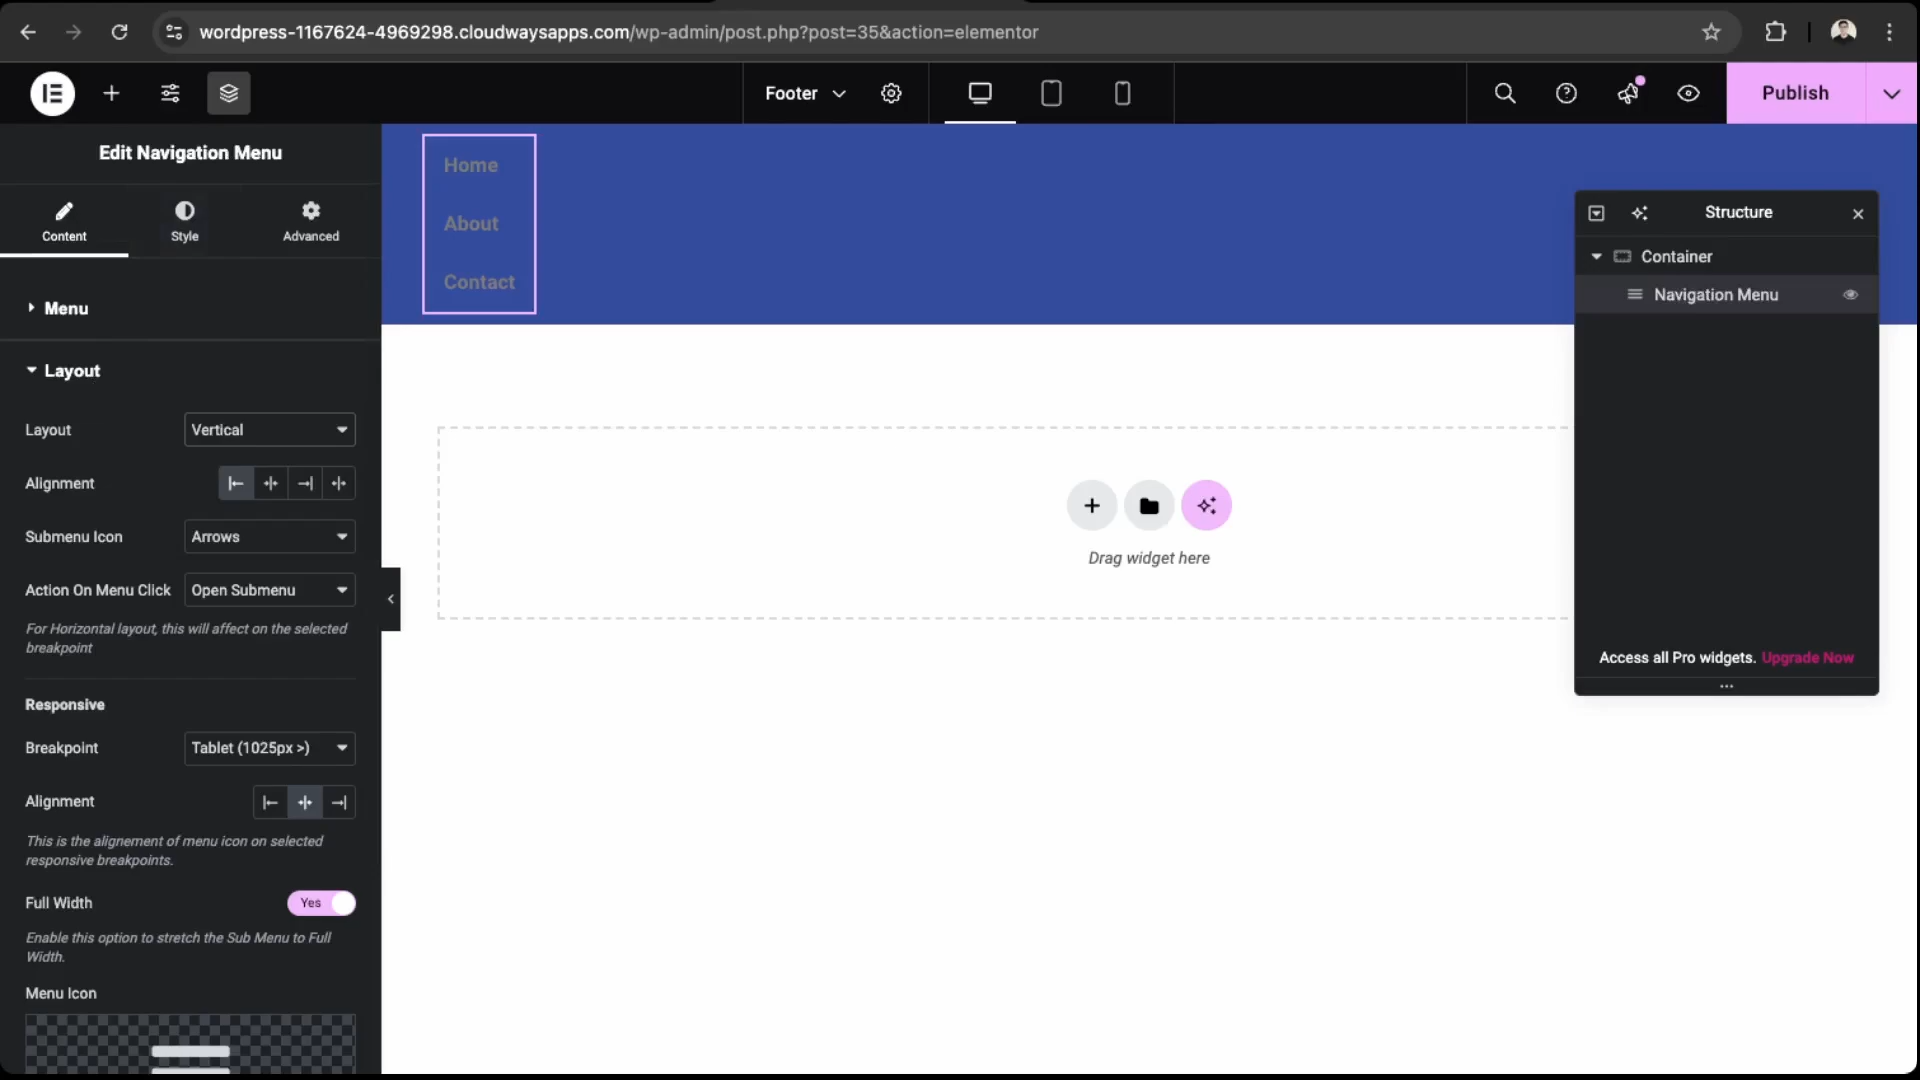 wordpress-1167624-4969298.cloudwaysapps.com/wp-admin/post.php?post=35&action=elementor
Footer
Publish
Edit Navigation Menu
Content
Style
Advanced
Menu
Layout
Layout
Vertical
Alignment
Submenu Icon
Arrows
Action On Menu Click
Open Submenu
For Horizontal layout, this will affect on the selected
breakpoint
Responsive
Breakpoint
Tablet (1025px >)
Alignment
This is the alignement of menu icon on selected
responsive breakpoints.
Full Width
Yes
Enable this option to stretch the Sub Menu to Full
Width.
Menu Icon
Home
About
Contact
Drag widget here
Structure
Container
Navigation Menu
Access all Pro widgets. Upgrade Now